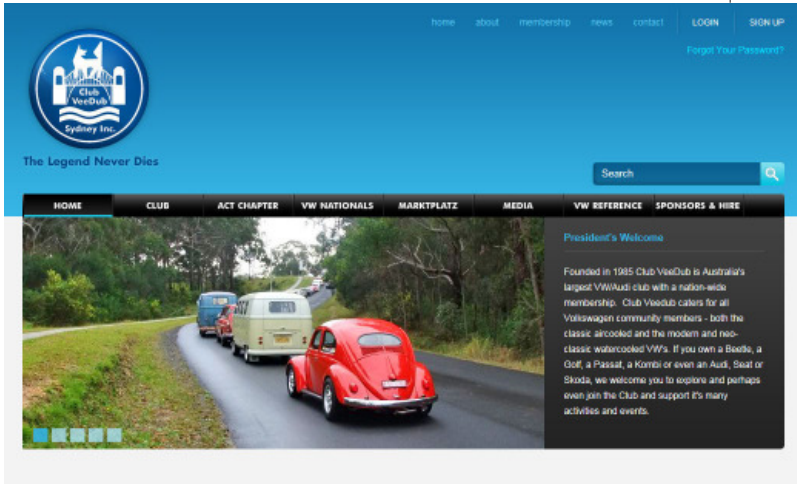 home about membership news contact LOGIN SIGN UP
Forgot Your Password?
Club
VeeDub
Sydney Inc.
The Legend Never Dies
Search
HOME CLUB ACT CHAPTER VW NATIONALS MARKTPLATZ MEDIA VW REFERENCE SPONSORS & HIRE
President's Welcome
Founded in 1985 Club VeeDub is Australia's
largest VW/Audi club with a nation-wide
membership. Club Veedub caters for all
Volkswagen community members - both the
classic aircooled and the modern and neo-
classic watercooled VW's. If you own a Beetle, a
Golf, a Passat, a Kombi or even an Audi, Seat or
Skoda, we welcome you to explore and perhaps
even join the Club and support it's many
activities and events.